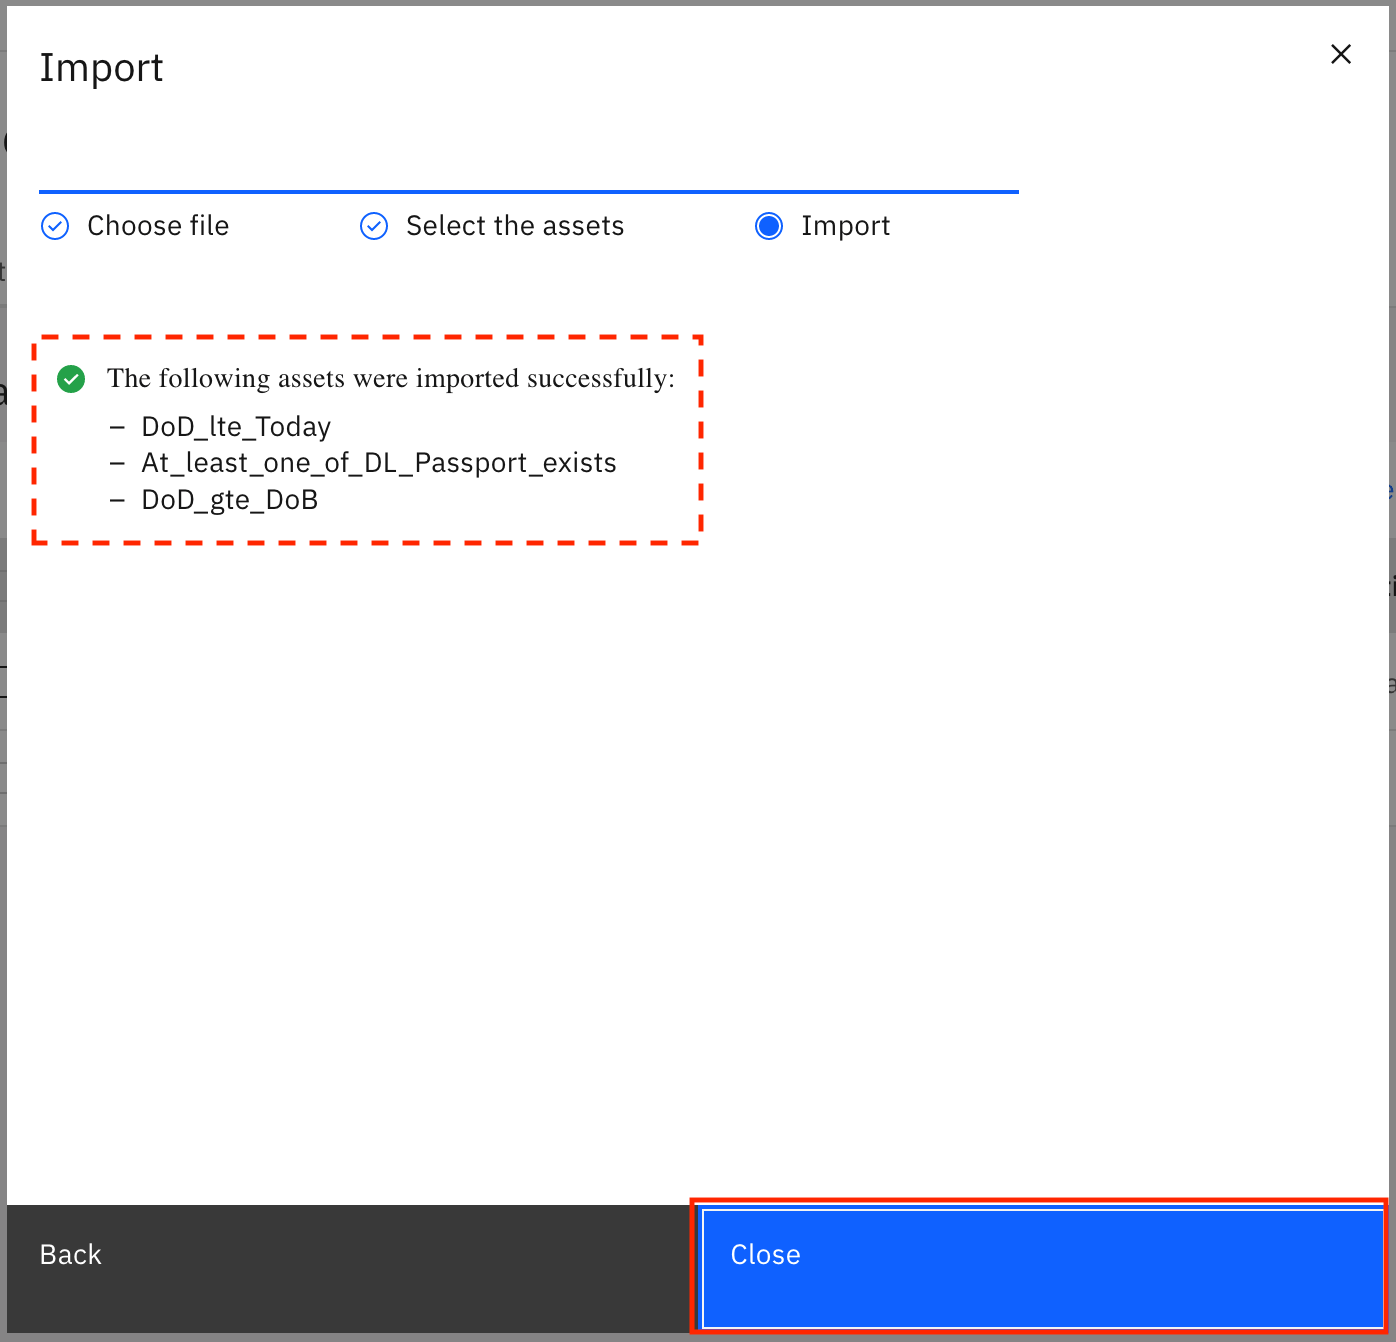 Import
Choose file
Select the assets
Import
The following assets were imported successfully:
– DoD_lte_Today
– At_least_one_of_DL_Passport_exists
– DoD_gte_DoB
Back
Close